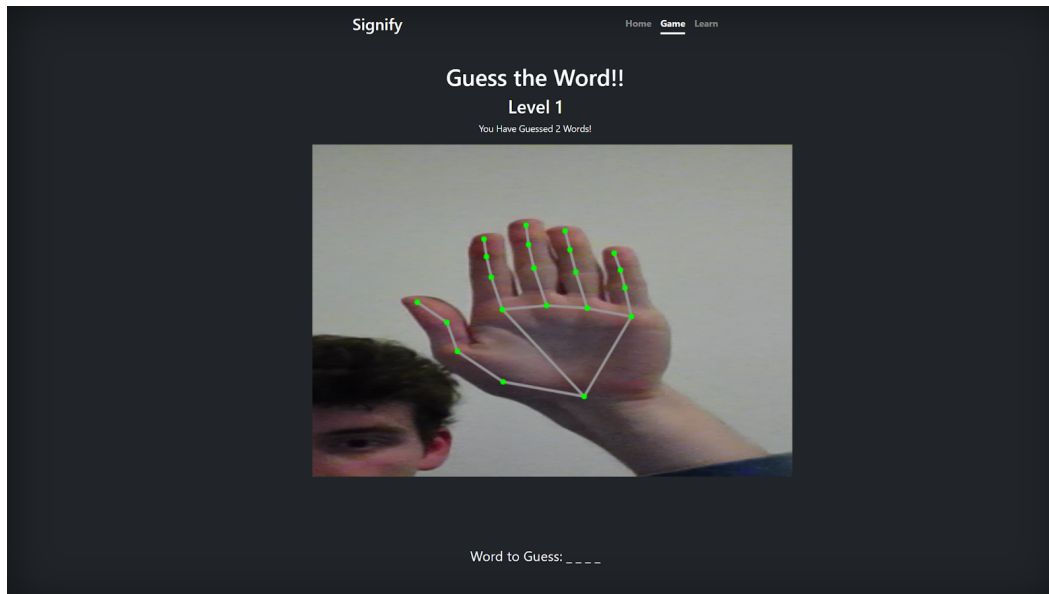 Signify
Home Game Learn
Guess the Word!!
Level 1
You Have Guessed 2 Words!
Word to Guess: _ _ _ _